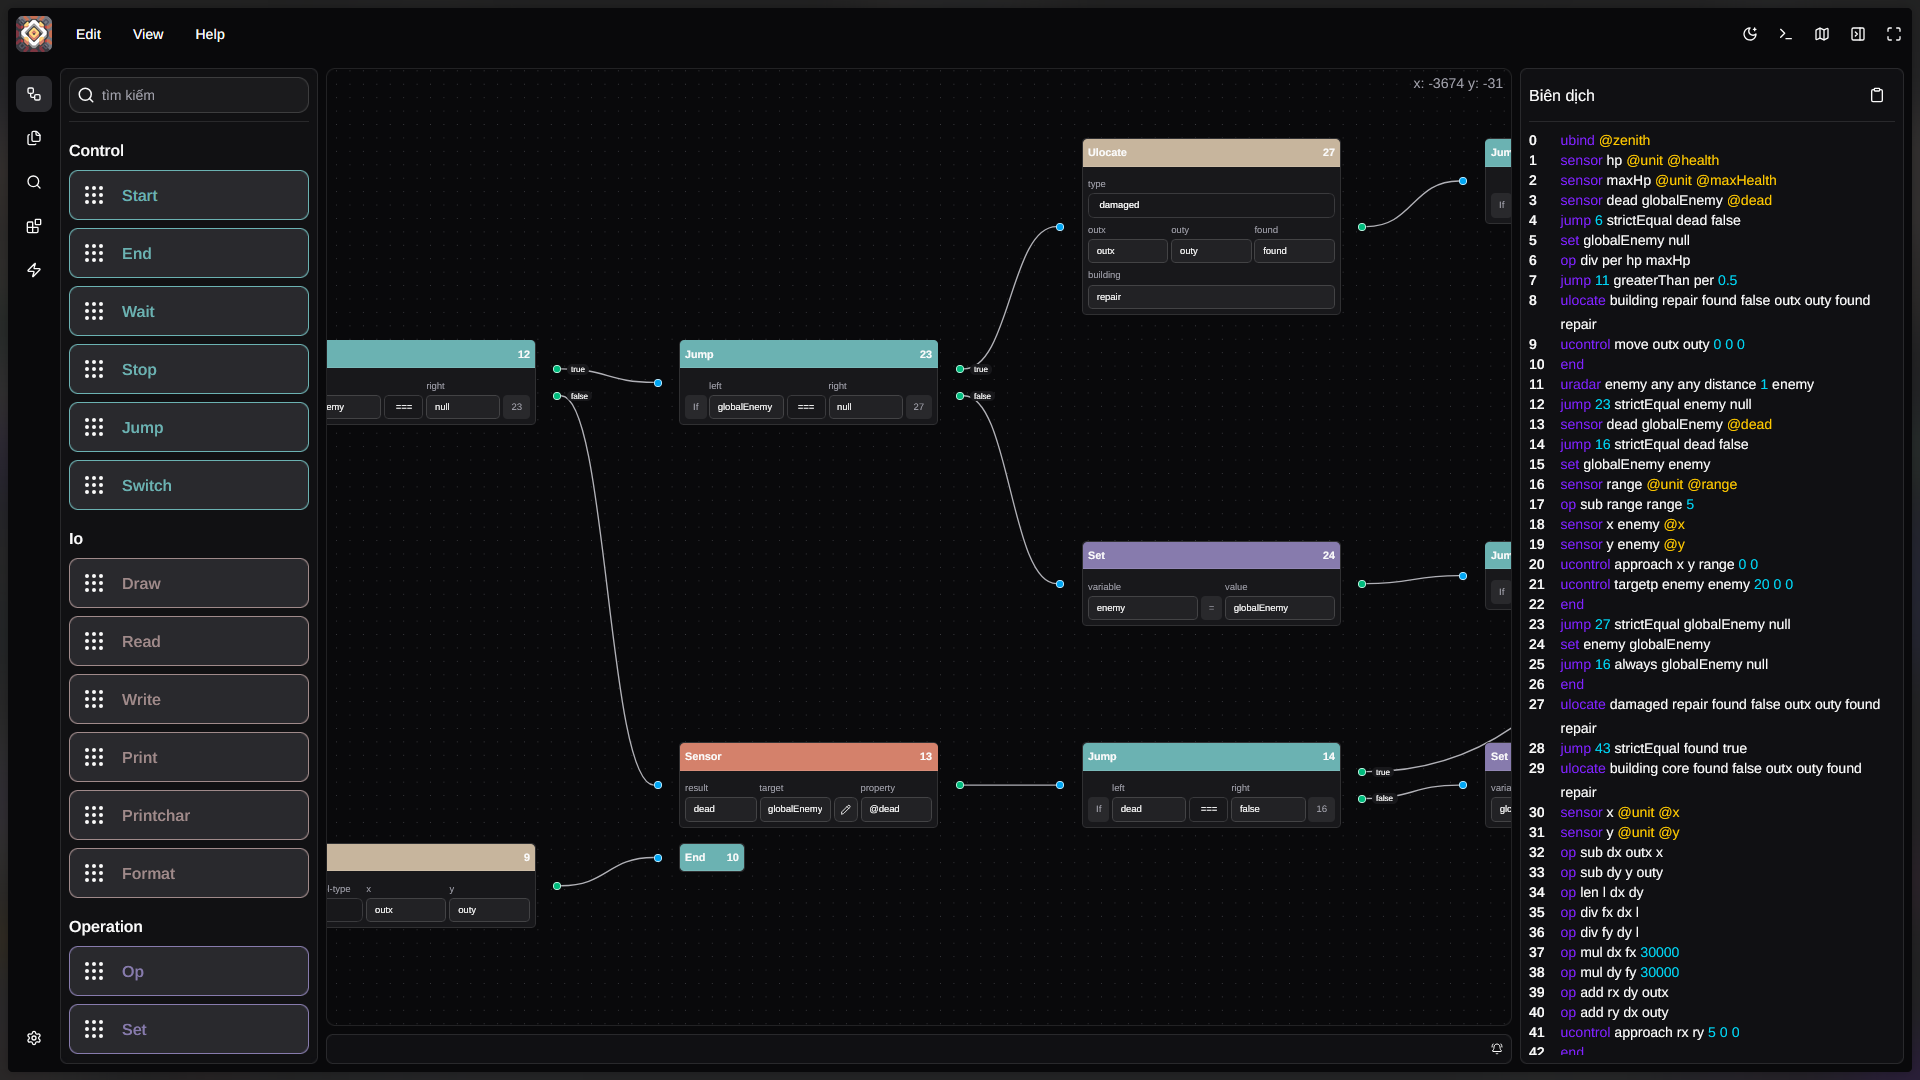 Edit View Help
tìm kiếm
Control
Start
End
Wait
Stop
Jump
Switch
Io
Draw
Read
Write
Print
Printchar
Format
Operation
Op
Set
x: -3674 y: -31
Ulocate 27
type
damaged
outx outy found
outx outy found
building
repair
Jum
If
12
right
emy === null 23
true
false
Jump 23
left right
If globalEnemy === null 27
true
false
Set 24
variable value
enemy = globalEnemy
Jum
If
Sensor 13
result target property
dead globalEnemy @dead
Jump 14
left right
If dead === false 16
true
false
Set
varia
glo
9
l-type x y
outx outy
End 10
Biên dịch
0 ubind @zenith
1 sensor hp @unit @health
2 sensor maxHp @unit @maxHealth
3 sensor dead globalEnemy @dead
4 jump 6 strictEqual dead false
5 set globalEnemy null
6 op div per hp maxHp
7 jump 11 greaterThan per 0.5
8 ulocate building repair found false outx outy found
repair
9 ucontrol move outx outy 0 0 0
10 end
11 uradar enemy any any distance 1 enemy
12 jump 23 strictEqual enemy null
13 sensor dead globalEnemy @dead
14 jump 16 strictEqual dead false
15 set globalEnemy enemy
16 sensor range @unit @range
17 op sub range range 5
18 sensor x enemy @x
19 sensor y enemy @y
20 ucontrol approach x y range 0 0
21 ucontrol targetp enemy enemy 20 0 0
22 end
23 jump 27 strictEqual globalEnemy null
24 set enemy globalEnemy
25 jump 16 always globalEnemy null
26 end
27 ulocate damaged repair found false outx outy found
repair
28 jump 43 strictEqual found true
29 ulocate building core found false outx outy found
repair
30 sensor x @unit @x
31 sensor y @unit @y
32 op sub dx outx x
33 op sub dy y outy
34 op len l dx dy
35 op div fx dx l
36 op div fy dy l
37 op mul dx fx 30000
38 op mul dy fy 30000
39 op add rx dy outx
40 op add ry dx outy
41 ucontrol approach rx ry 5 0 0
42 end